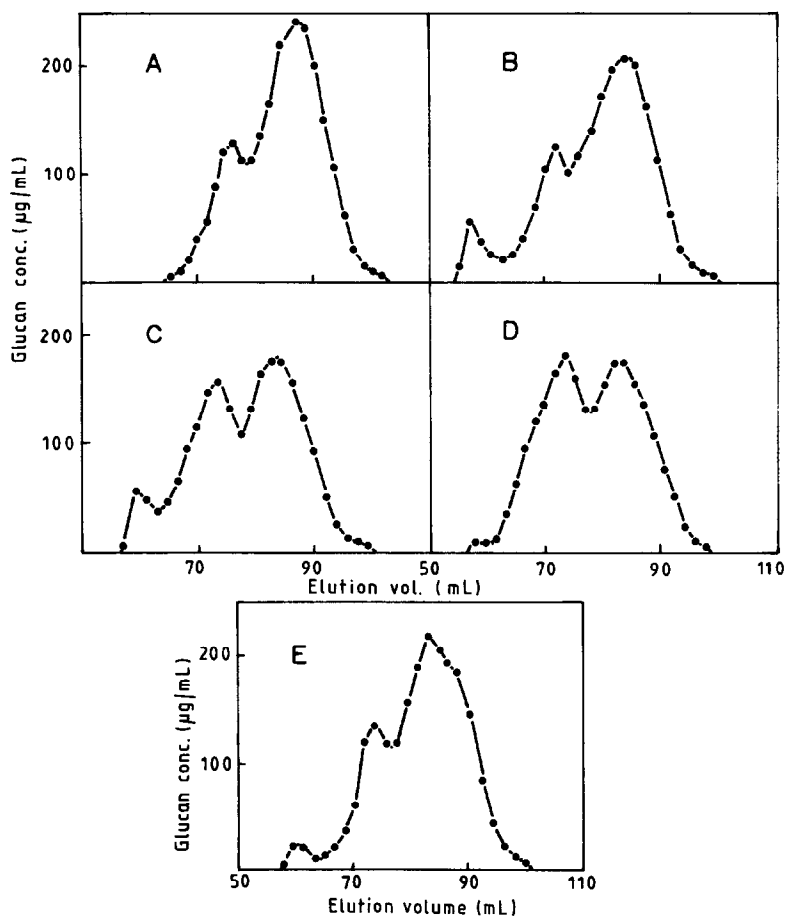 A
B
200
100
Glucan conc. (µg/mL)
C
D
200
100
70
90
50
70
90
110
Elution vol. (mL)
E
200
100
Glucan conc. (µg/mL)
50
70
90
110
Elution volume (mL)